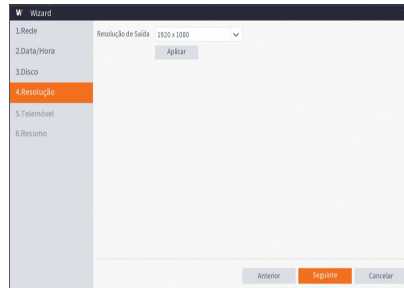 W Wizard
1.Rede
2.Data/Hora
3.Disco
4.Resolução
5.Telemóvel
6.Resumo
Resolução de Saída 1920 x 1080
Aplicar
Anterior Seguinte Cancelar